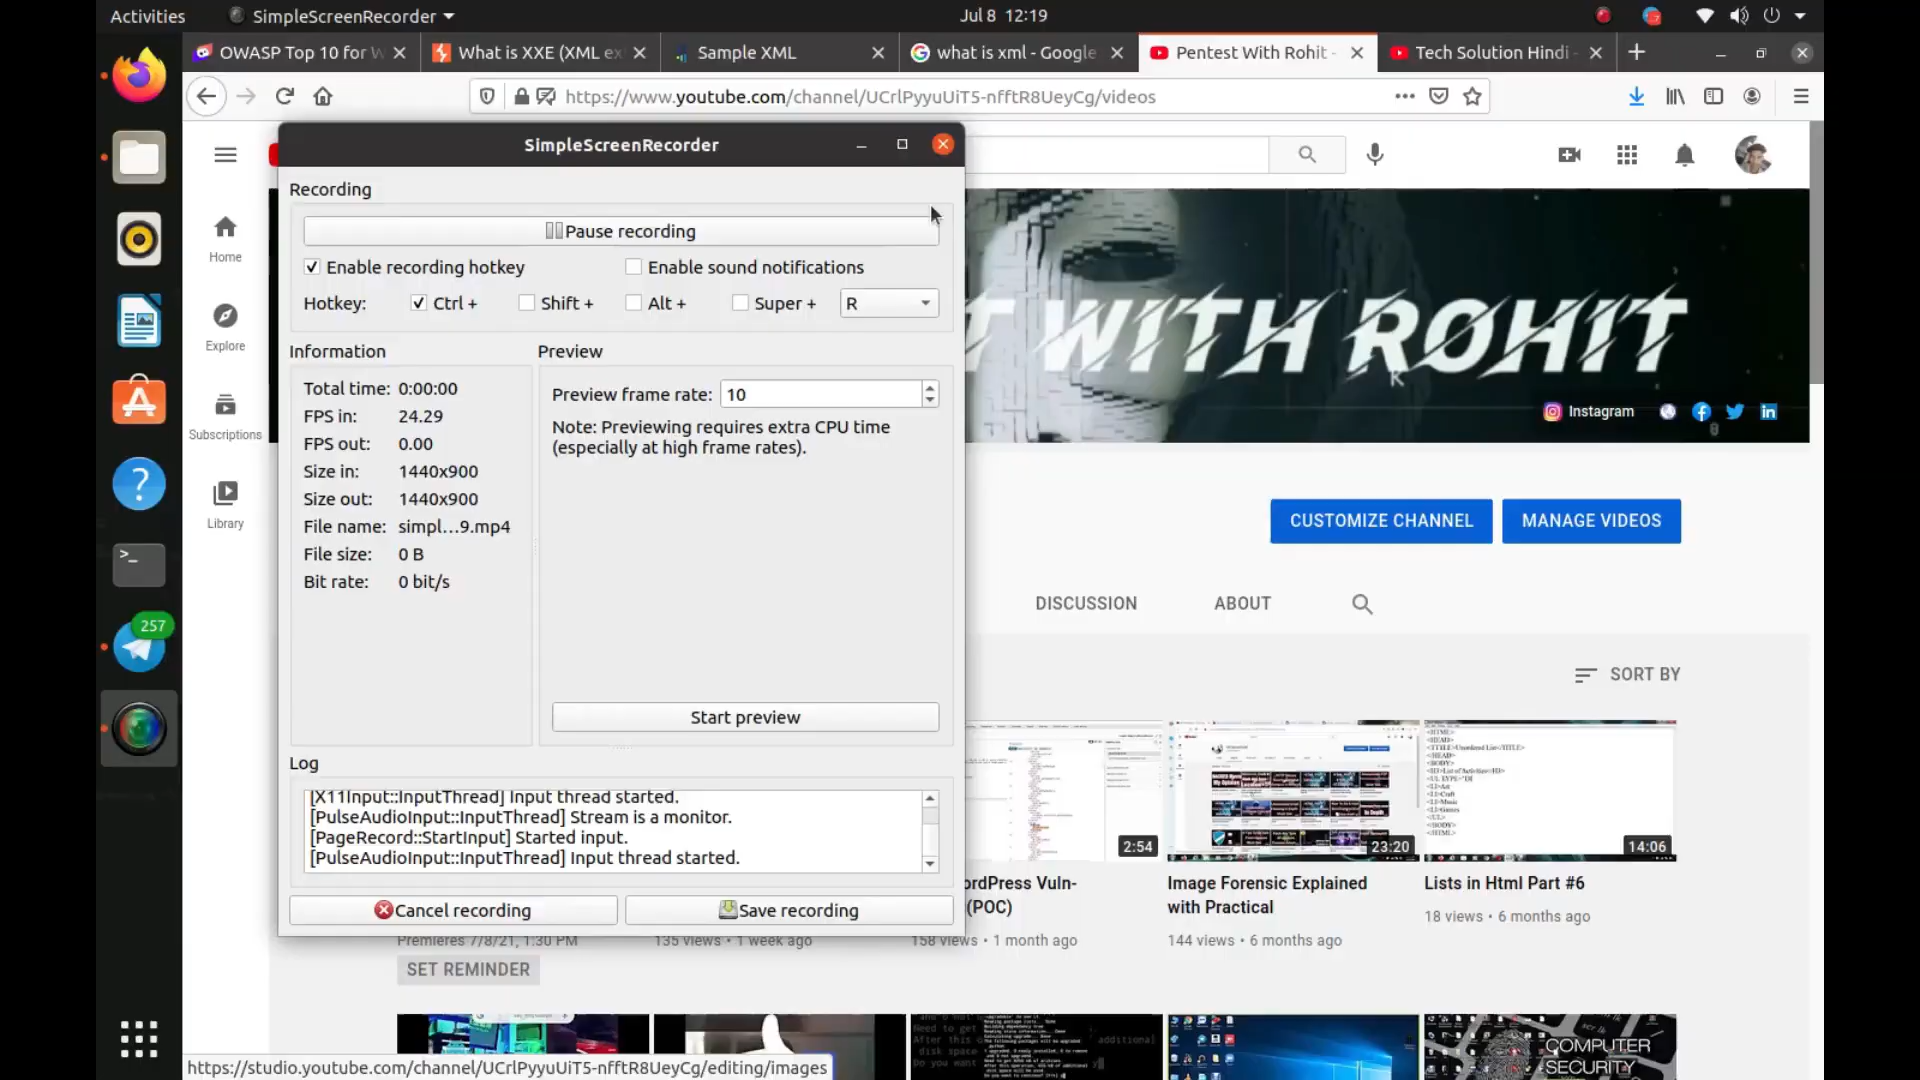 Activities
SimpleScreenRecorder
Jul 8 12:19
OWASP Top 10 for W
What is XXE (XML ex
Sample XML
what is xml - Google
Pentest With Rohit -
Tech Solution Hindi -
https://www.youtube.com/channel/UCrlPyyuUiT5-nfftR8UeyCg/videos
SimpleScreenRecorder
Recording
Pause recording
Enable recording hotkey
Enable sound notifications
Hotkey: Ctrl + Shift + Alt + Super + R
Information
Preview
Total time: 0:00:00
FPS in: 24.29
FPS out: 0.00
Size in: 1440x900
Size out: 1440x900
File name: simpl...9.mp4
File size: 0 B
Bit rate: 0 bit/s
Preview frame rate: 10
Note: Previewing requires extra CPU time
(especially at high frame rates).
Start preview
Log
[X11Input::InputThread] Input thread started.
[PulseAudioInput::InputThread] Stream is a monitor.
[PageRecord::StartInput] Started input.
[PulseAudioInput::InputThread] Input thread started.
Cancel recording
Save recording
Home
Explore
Subscriptions
Library
257
T WITH ROHIT
Instagram
CUSTOMIZE CHANNEL
MANAGE VIDEOS
DISCUSSION
ABOUT
SORT BY
2:54
23:20
14:06
ordPress Vuln-
(POC)
Image Forensic Explained
with Practical
Lists in Html Part #6
18 views • 6 months ago
Premieres 7/8/21, 1:30 PM
135 views • 1 week ago
158 views • 1 month ago
144 views • 6 months ago
SET REMINDER
COMPUTER
SECURITY
https://studio.youtube.com/channel/UCrlPyyuUiT5-nfftR8UeyCg/editing/images